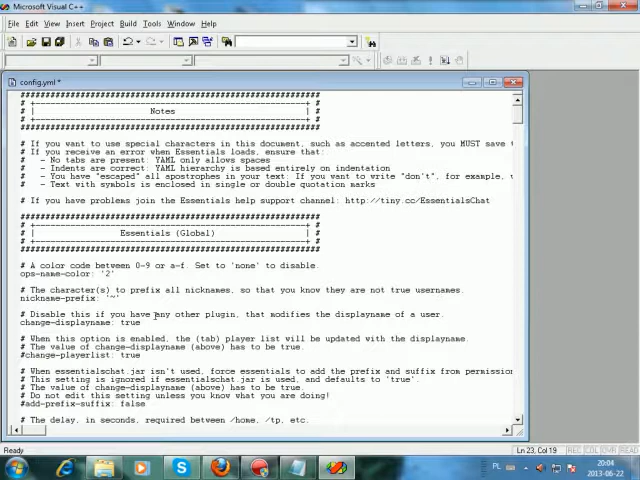 Microsoft Visual C++
File Edit View Insert Project Build Tools Window Help
config.yml *
####################################################
# +------------------------------------------------+ #
# | Notes | #
# +------------------------------------------------+ #
####################################################
# If you want to use special characters in this document, such as accented letters, you MUST save
# If you receive an error when Essentials loads, ensure that:
# - No tabs are present: YAML only allows spaces
# - Indents are correct: YAML hierarchy is based entirely on indentation
# - You have "escaped" all apostrophes in your text: If you want to write "don't", for example,
# - Text with symbols is enclosed in single or double quotation marks
# If you have problems join the Essentials help support channel: http://tiny.cc/EssentialsChat
####################################################
# +------------------------------------------------+ #
# | Essentials (Global) | #
# +------------------------------------------------+ #
####################################################
# A color code between 0-9 or a-f. Set to 'none' to disable.
ops-name-color: '2'
# The character(s) to prefix all nicknames, so that you know they are not true usernames.
nickname-prefix: '~'
# Disable this if you have any other plugin, that modifies the displayname of a user.
change-displayname: true
# When this option is enabled, the (tab) player list will be updated with the displayname.
# The value of change-displayname (above) has to be true.
#change-playerlist: true
# When essentialschat.jar isn't used, force essentials to add the prefix and suffix from permission
# This setting is ignored if essentialschat.jar is used, and defaults to 'true'.
# The value of change-displayname (above) has to be true.
# Do not edit this setting unless you know what you are doing!
#add-prefix-suffix: false
# The delay, in seconds, required between /home, /tp, etc.
Ready
Ln 23, Col 19
REC COL OVR READ
PL
20:04
2013-06-22